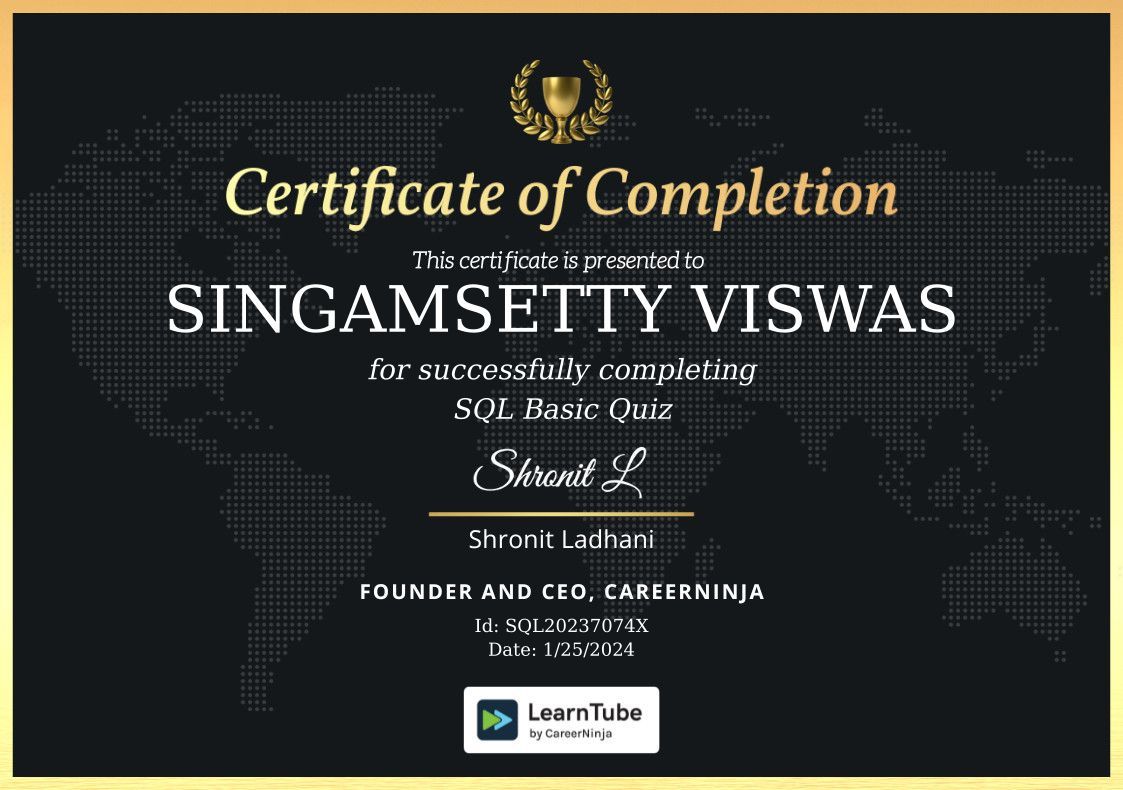 Certificate of Completion
This certificate is presented to
SINGAMSETTY VISWAS
for successfully completing
SQL Basic Quiz
Shronit L
Shronit Ladhani
FOUNDER AND CEO, CAREERNINJA
Id: SQL20237074X
Date: 1/25/2024
LearnTube
by CareerNinja